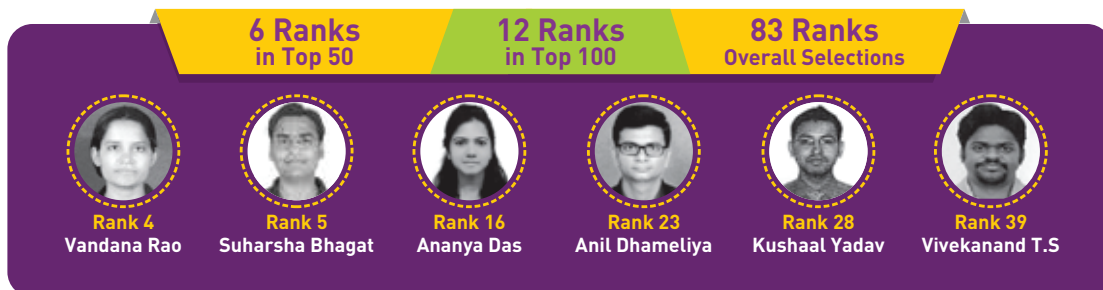 6 Ranks
in Top 50
12 Ranks
in Top 100
83 Ranks
Overall Selections
Rank 4
Vandana Rao
Rank 5
Suharsha Bhagat
Rank 16
Ananya Das
Rank 23
Anil Dhameliya
Rank 28
Kushaal Yadav
Rank 39
Vivekanand T.S